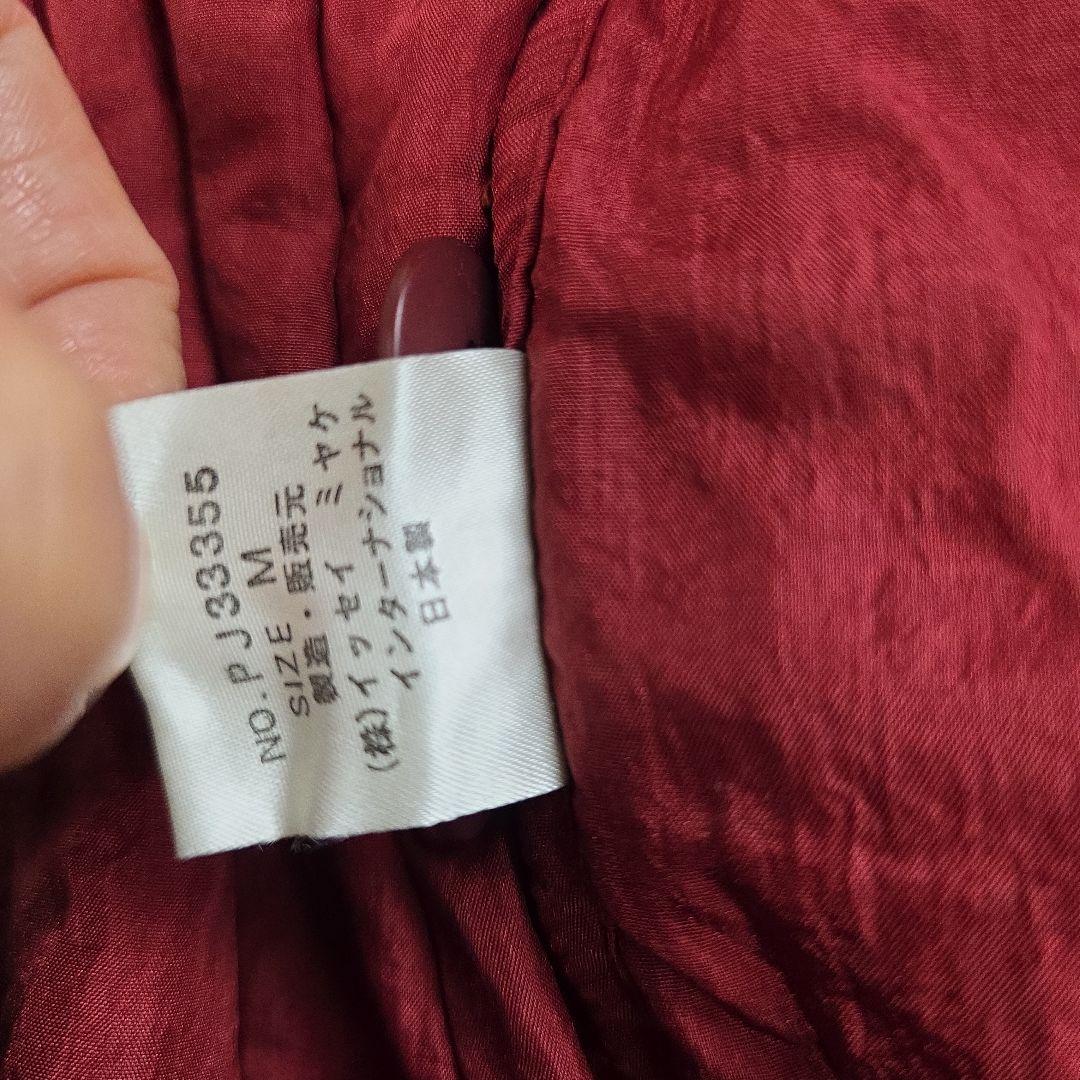 NO.PJ33355
SIZE M
製造・販売元
(株)イッセイ ミヤケ
インターナショナル
日本製